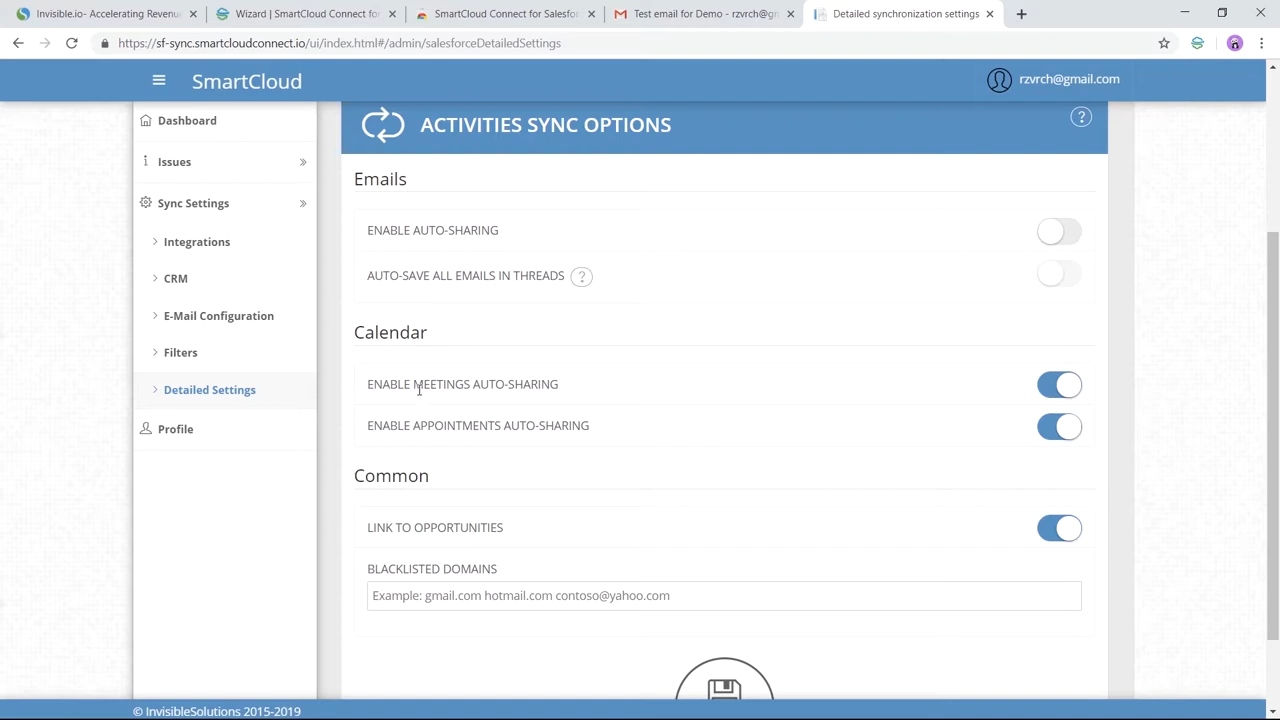 Invisible.io- Accelerating Revenu
Wizard | SmartCloud Connect for
SmartCloud Connect for Salesfor
Test email for Demo - rzvrch@gm
Detailed synchronization settings
https://sf-sync.smartcloudconnect.io/ui/index.html#/admin/salesforceDetailedSettings
SmartCloud
rzvrch@gmail.com
Dashboard
Issues
Sync Settings
Integrations
CRM
E-Mail Configuration
Filters
Detailed Settings
Profile
ACTIVITIES SYNC OPTIONS
?
Emails
ENABLE AUTO-SHARING
AUTO-SAVE ALL EMAILS IN THREADS ?
Calendar
ENABLE MEETINGS AUTO-SHARING
ENABLE APPOINTMENTS AUTO-SHARING
Common
LINK TO OPPORTUNITIES
BLACKLISTED DOMAINS
Example: gmail.com hotmail.com contoso@yahoo.com
© InvisibleSolutions 2015-2019